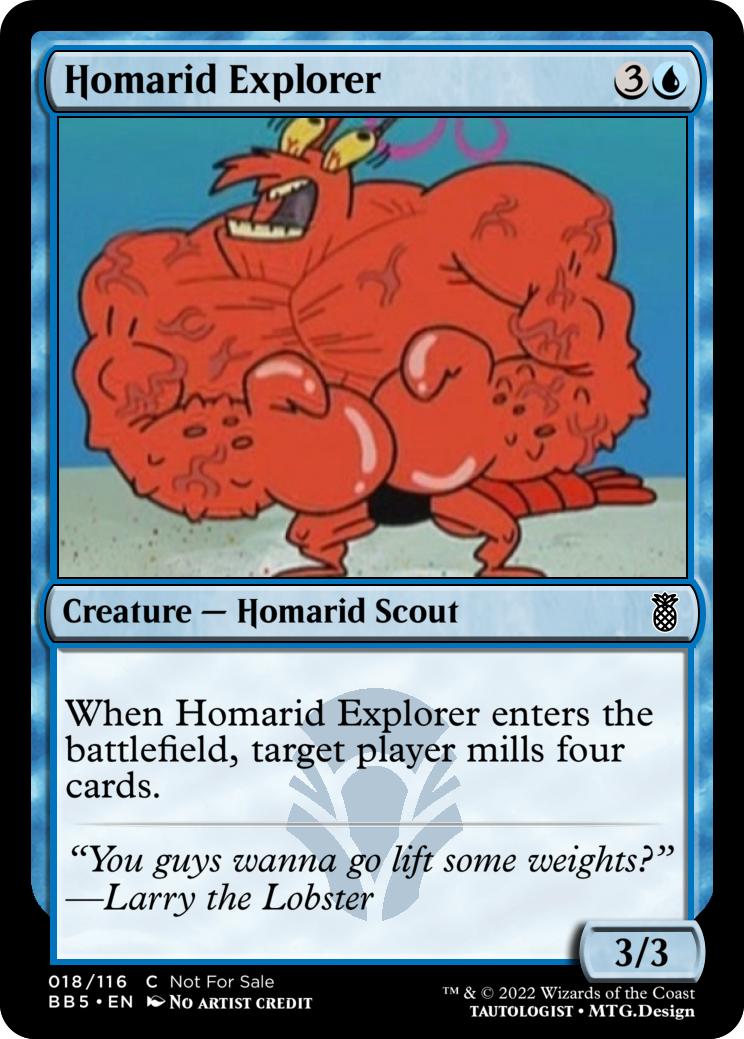 Homarid Explorer 3
Creature — Homarid Scout
When Homarid Explorer enters the
battlefield, target player mills four
cards.
“You guys wanna go lift some weights?”
—Larry the Lobster
3/3
018/116 C Not For Sale
BB5 • EN No artist credit
™ & © 2022 Wizards of the Coast
TAUTOLOGIST • MTG.Design